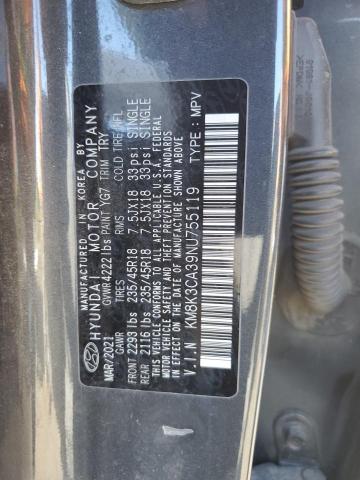 MANUFACTURED IN KOREA BY
HYUNDAI MOTOR COMPANY
MAR/2021 GVWR 4222 lbs PAINT YG7 TRIM TRY
GAWR TIRES RIMS COLD TIRE INFL
FRONT 2293 lbs 235/45R18 7.5JX18 33psi SINGLE
REAR 2116 lbs 235/45R18 7.5JX18 33psi SINGLE
THIS VEHICLE CONFORMS TO ALL APPLICABLE U.S.
FEDERAL MOTOR VEHICLE SAFETY, BUMPER, AND THEFT
PREVENTION STANDARDS IN EFFECT ON THE DATE OF
MANUFACTURE SHOWN ABOVE.
V.I.N KM8K3CA39NU755119 TYPE : MPV